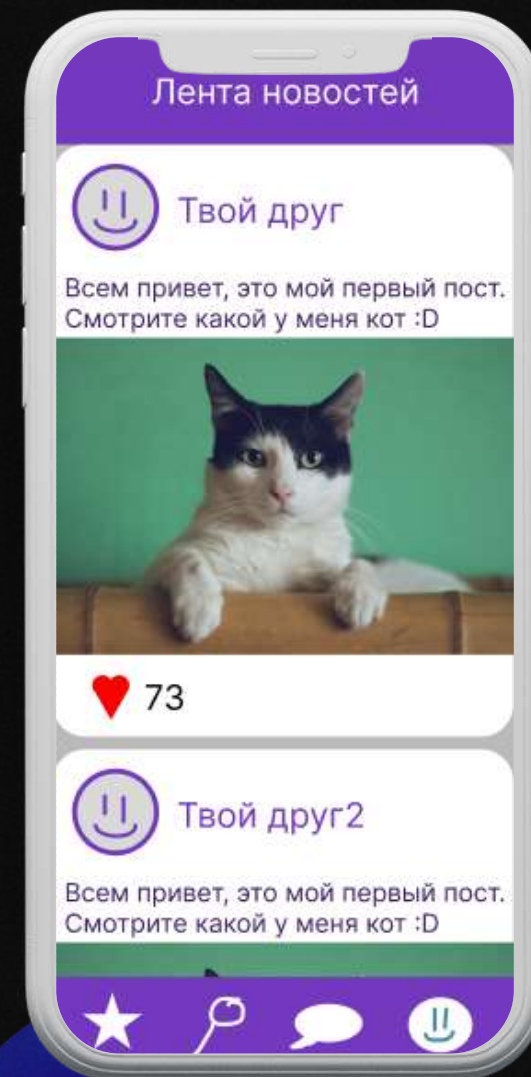 Лента новостей
Твой друг
Всем привет, это мой первый пост.
Смотрите какой у меня кот :D
73
Твой друг2
Всем привет, это мой первый пост.
Смотрите какой у меня кот :D